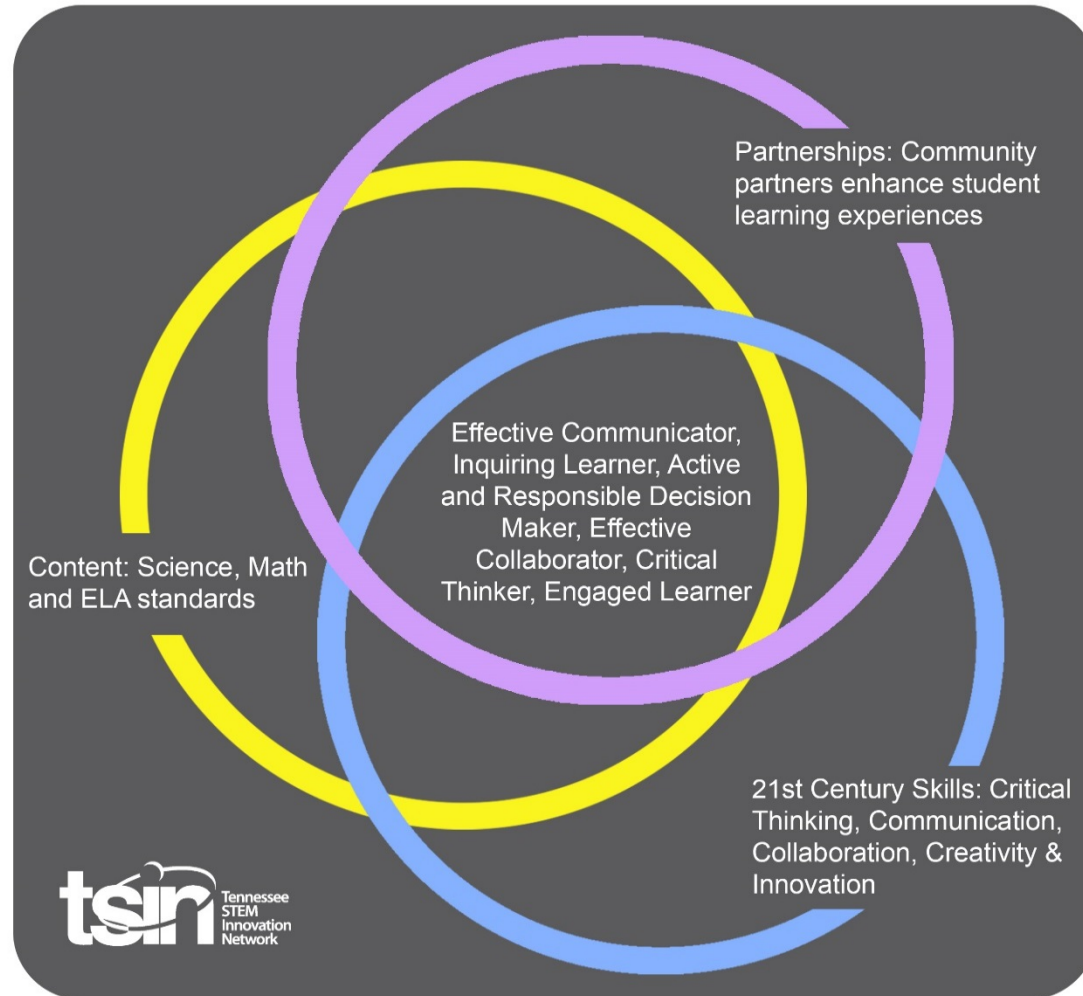 Partnerships: Community
partners enhance student
learning experiences
Effective Communicator,
Inquiring Learner, Active
and Responsible Decision
Maker, Effective
Collaborator, Critical
Thinker, Engaged Learner
Content: Science, Math
and ELA standards
21st Century Skills: Critical
Thinking, Communication,
Collaboration, Creativity &
Innovation
tsin
Tennessee
STEM
Innovation
Network